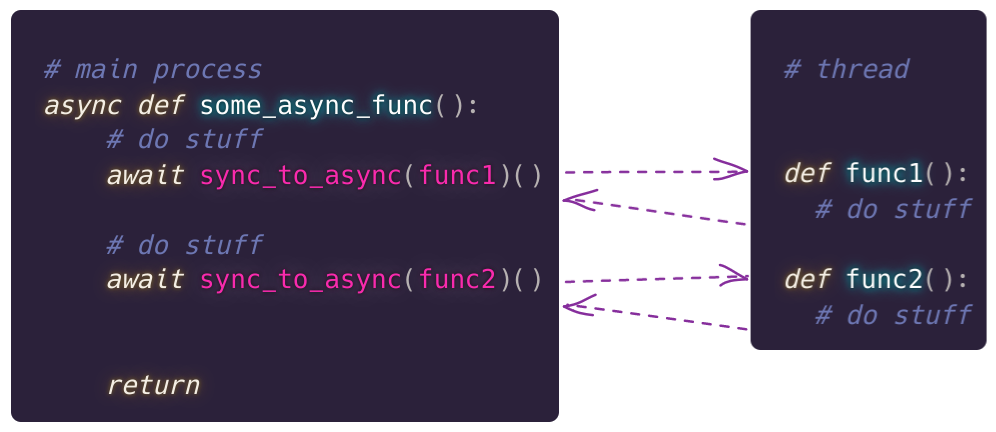 # main process
async def some_async_func():
# do stuff
await sync_to_async(func1)()
# do stuff
await sync_to_async(func2)()
return
# thread
def func1():
# do stuff
def func2():
# do stuff